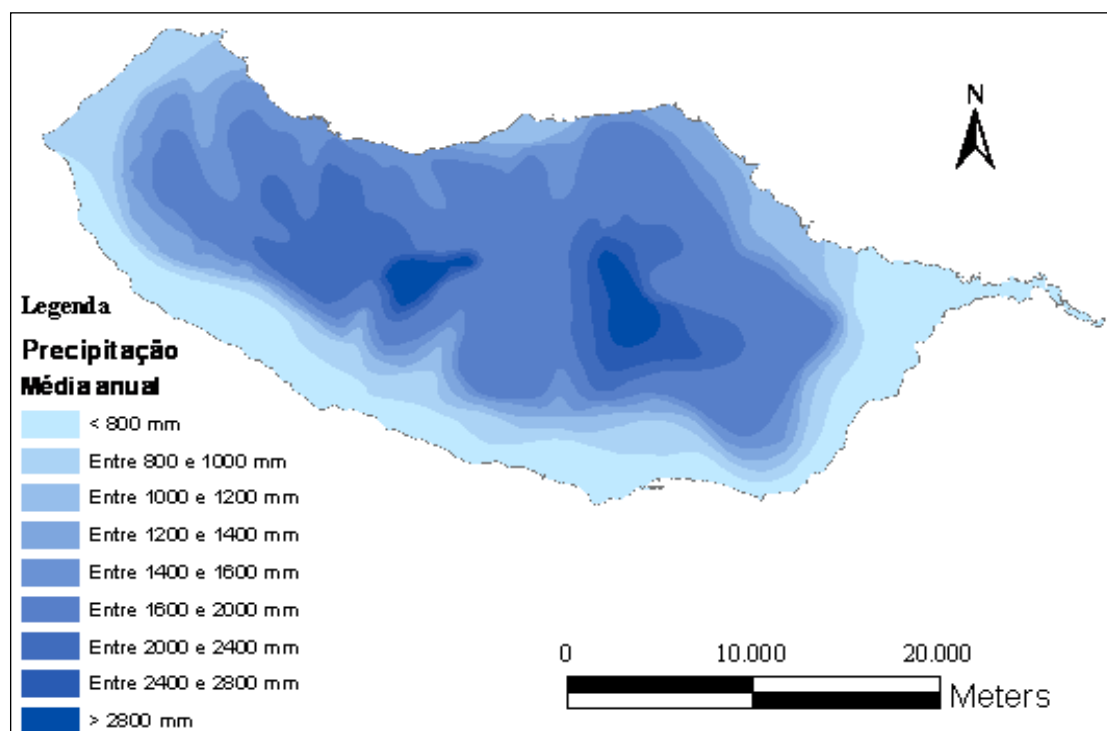 N
Legenda
Precipitação
Média anual
< 800 mm
Entre 800 e 1000 mm
Entre 1000 e 1200 mm
Entre 1200 e 1400 mm
Entre 1400 e 1600 mm
Entre 1600 e 2000 mm
Entre 2000 e 2400 mm
Entre 2400 e 2800 mm
> 2800 mm
0 10.000 20.000
Meters